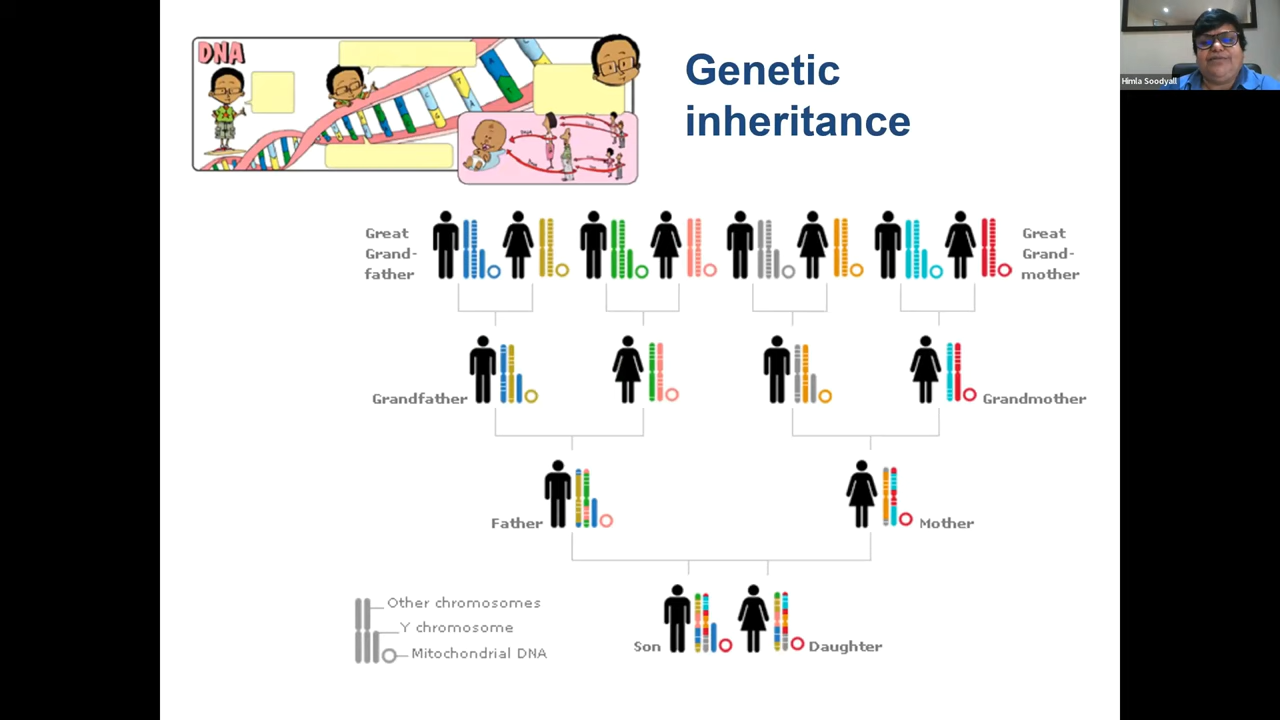 DNA
Genetic
inheritance
Himla Soodyall
Great
Grand-
father
Great
Grand-
mother
Grandfather
Grandmother
Father
Mother
Other chromosomes
Y chromosome
Mitochondrial DNA
Son
Daughter